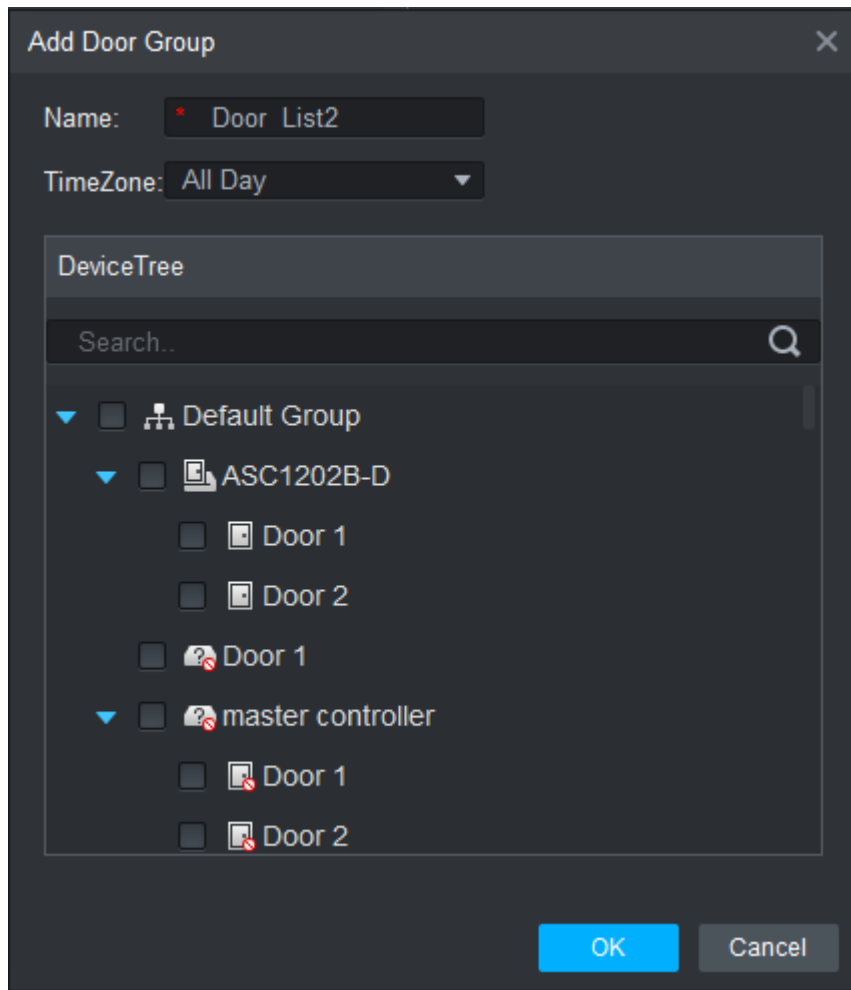 Add Door Group
Name: * Door List2
TimeZone: All Day
DeviceTree
Search..
Default Group
ASC1202B-D
Door 1
Door 2
Door 1
master controller
Door 1
Door 2
OK Cancel